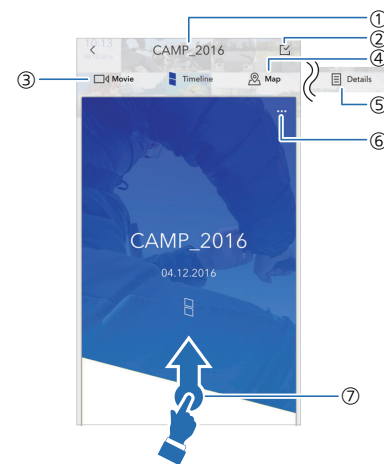 ①
②
CAMP_2016
④
③ Movie Timeline Map Details
⑤
⑥
CAMP_2016
04.12.2016
⑦